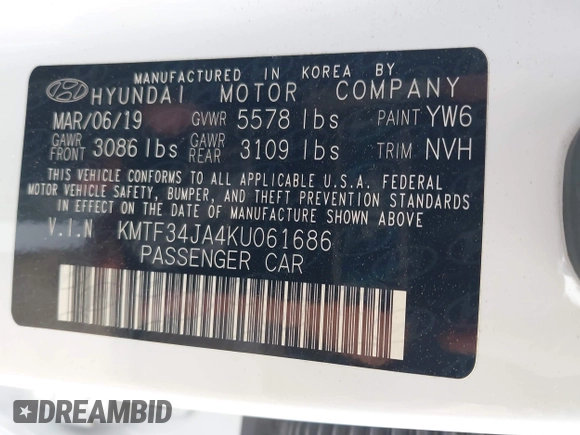 MANUFACTURED IN KOREA BY
HYUNDAI MOTOR COMPANY
MAR/06/19 GVWR 5578 lbs PAINT YW6
GAWR FRONT 3086 lbs GAWR REAR 3109 lbs TRIM NVH
THIS VEHICLE CONFORMS TO ALL APPLICABLE U.S.A. FEDERAL
MOTOR VEHICLE SAFETY, BUMPER, AND THEFT PREVENTION STANDARDS
IN EFFECT ON THE DATE OF MANUFACTURE SHOWN ABOVE
V.I.N KMTF34JA4KU061686
PASSENGER CAR
DREAMBID